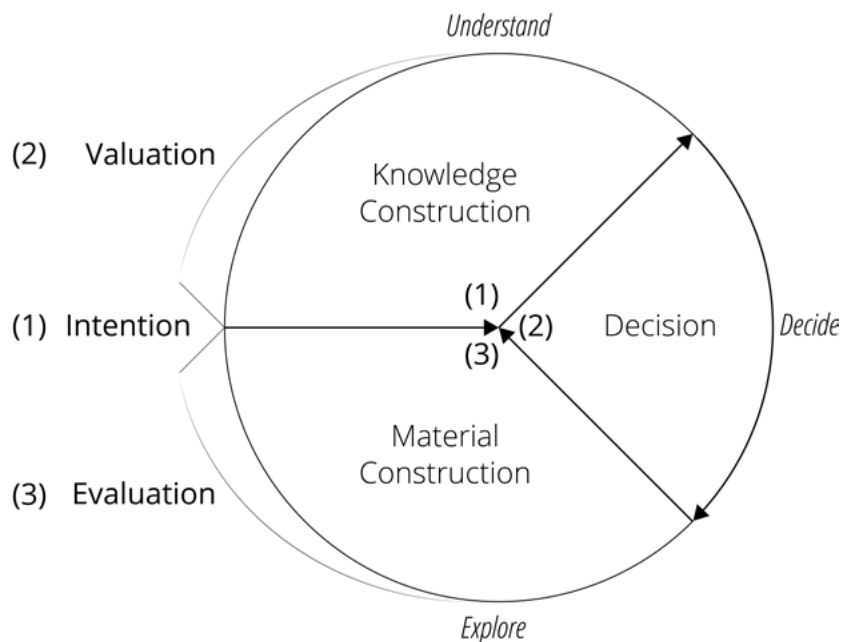 Understand
(2) Valuation
Knowledge
Construction
(1)
(1) Intention
(2)
Decision
Decide
(3)
Material
Construction
(3) Evaluation
Explore